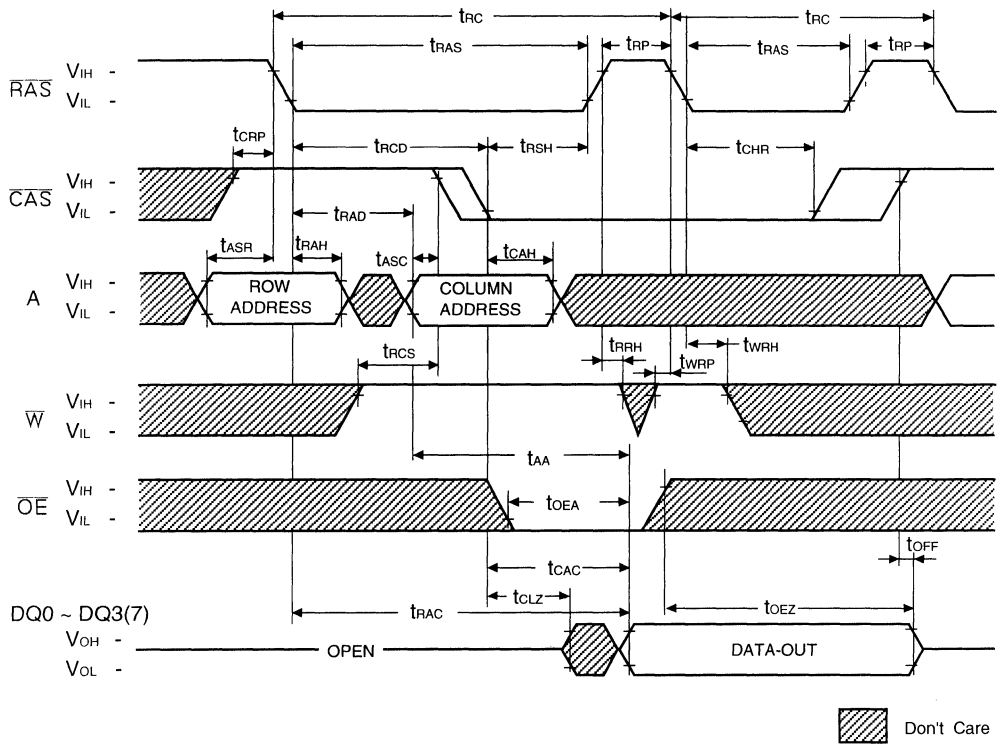 tRC tRC
tRAS tRP tRAS tRP
RAS VIH -
VIL -
tCRP tRCD tRSH tCHR
CAS VIH -
VIL -
tRAD
tASR tRAH tASC tCAH
A VIH -
VIL -
ROW
ADDRESS
COLUMN
ADDRESS
tRCS tRRH tWRP tWRH
W VIH -
VIL -
tAA
OE VIH -
VIL -
tOEA
tOFF
tCAC
tCLZ
tRAC tOEZ
DQ0 ~ DQ3(7)
VOH -
VOL -
OPEN DATA-OUT
Don't Care